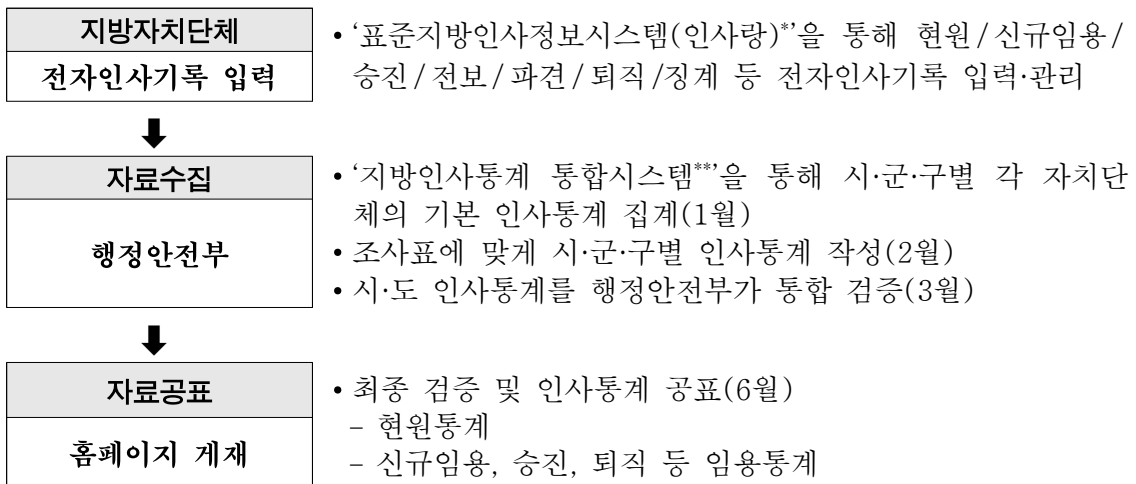 지방자치단체
전자인사기록 입력
• ‘표준지방인사정보시스템(인사랑)*’을 통해 현원/신규임용/
승진/전보/파견/퇴직/징계 등 전자인사기록 입력·관리
자료수집
행정안전부
• ‘지방인사통계 통합시스템**’을 통해 시·군·구별 각 자치단
체의 기본 인사통계 집계(1월)
• 조사표에 맞게 시·군·구별 인사통계 작성(2월)
• 시·도 인사통계를 행정안전부가 통합 검증(3월)
자료공표
홈페이지 게재
• 최종 검증 및 인사통계 공표(6월)
– 현원통계
– 신규임용, 승진, 퇴직 등 임용통계